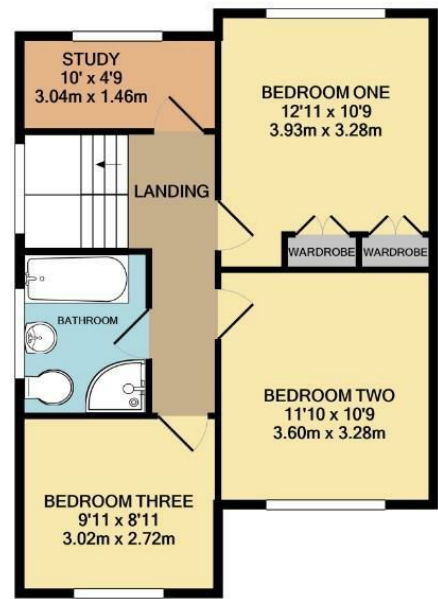 STUDY
10' x 4'9
3.04m x 1.46m
BEDROOM ONE
12'11 x 10'9
3.93m x 3.28m
LANDING
WARDROBE
WARDROBE
BATHROOM
BEDROOM TWO
11'10 x 10'9
3.60m x 3.28m
BEDROOM THREE
9'11 x 8'11
3.02m x 2.72m